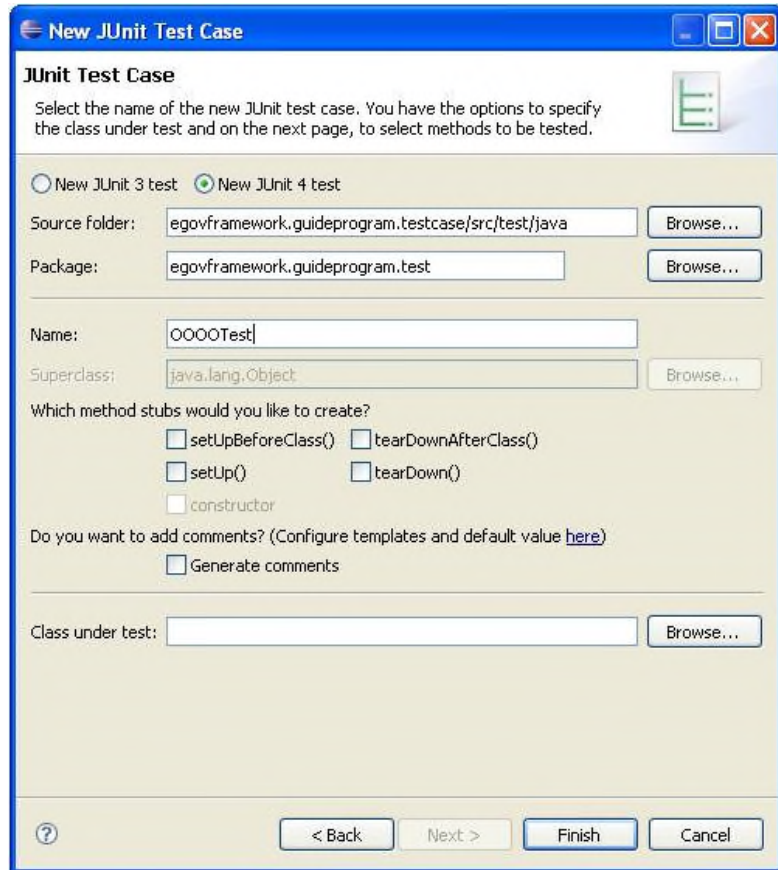 New JUnit Test Case
JUnit Test Case
Select the name of the new JUnit test case. You have the options to specify
the class under test and on the next page, to select methods to be tested.
New JUnit 3 test New JUnit 4 test
Source folder: egovframework.guideprogram.testcase/src/test/java Browse...
Package: egovframework.guideprogram.test Browse...
Name: OOOOTest
Superclass: java.lang.Object Browse...
Which method stubs would you like to create?
setUpBeforeClass() tearDownAfterClass()
setUp() tearDown()
constructor
Do you want to add comments? (Configure templates and default value here)
Generate comments
Class under test: Browse...
? < Back Next > Finish Cancel